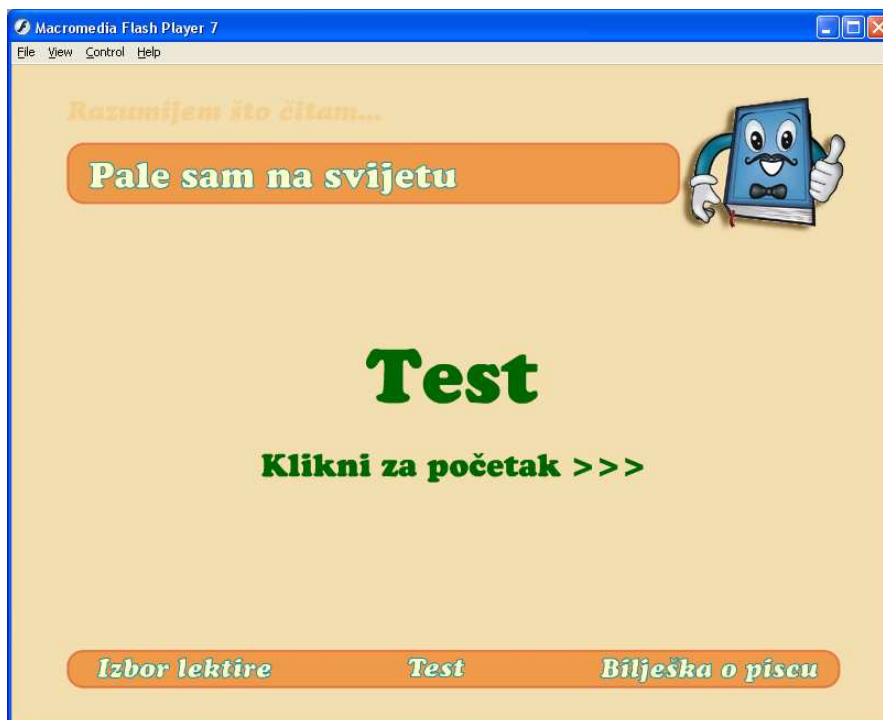 Macromedia Flash Player 7
File View Control Help
Razumijem što čitam...
Pale sam na svijetu
Test
Klikni za početak >>>
Izbor lektire Test Bilješka o piscu